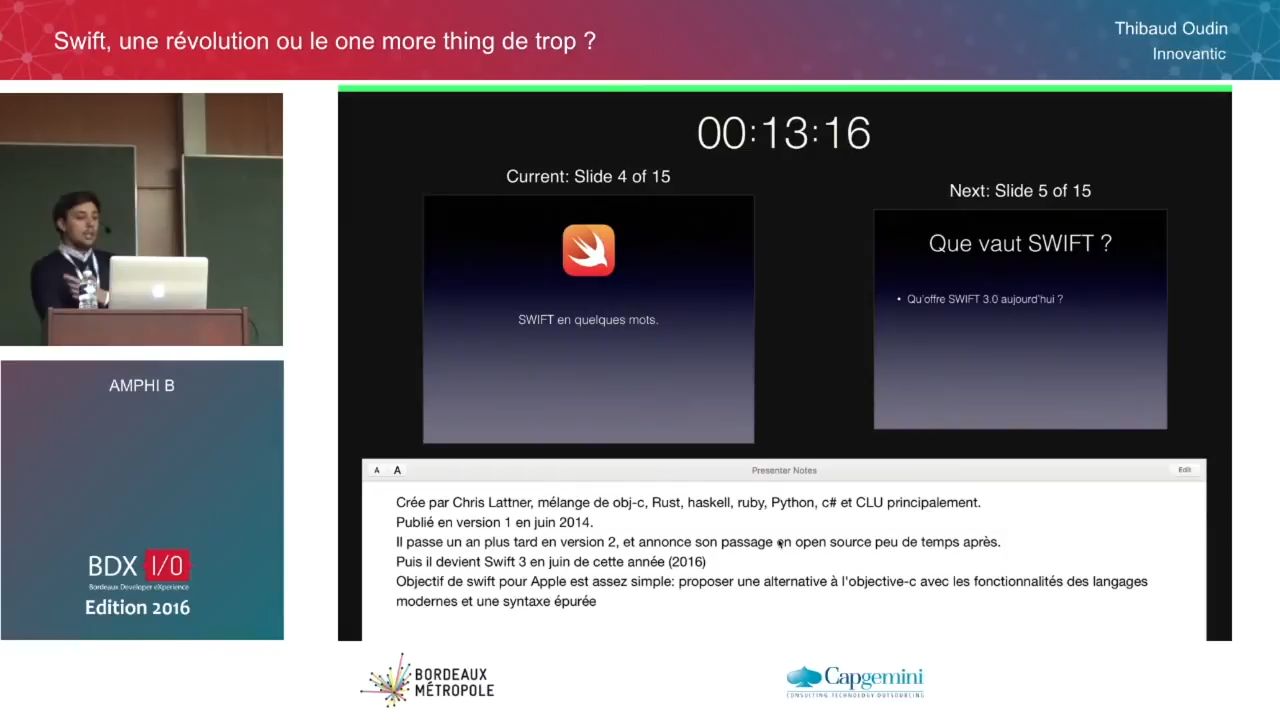 Swift, une révolution ou le one more thing de trop ?
Thibaud Oudin
Innovantic
00:13:16
Current: Slide 4 of 15
Next: Slide 5 of 15
SWIFT en quelques mots.
Que vaut SWIFT ?
• Qu'offre SWIFT 3.0 aujourd'hui ?
AMPHI B
BDX I/O
Bordeaux Developer eXperience
Edition 2016
A A Presenter Notes Edit
Crée par Chris Lattner, mélange de obj-c, Rust, haskell, ruby, Python, c# et CLU principalement.
Publié en version 1 en juin 2014.
Il passe un an plus tard en version 2, et annonce son passage en open source peu de temps après.
Puis il devient Swift 3 en juin de cette année (2016)
Objectif de swift pour Apple est assez simple: proposer une alternative à l'objective-c avec les fonctionnalités des langages
modernes et une syntaxe épurée
BORDEAUX
MÉTROPOLE
Capgemini
CONSULTING.TECHNOLOGY.OUTSOURCING